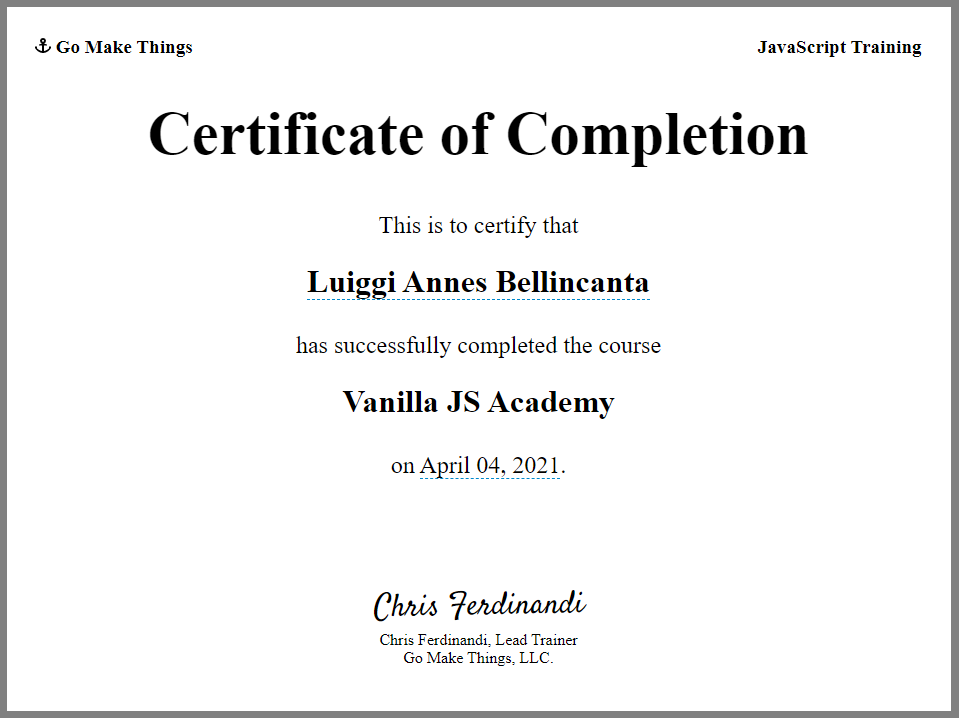 ⚓ Go Make Things
JavaScript Training
Certificate of Completion
This is to certify that
Luiggi Annes Bellincanta
has successfully completed the course
Vanilla JS Academy
on April 04, 2021.
Chris Ferdinandi
Chris Ferdinandi, Lead Trainer
Go Make Things, LLC.